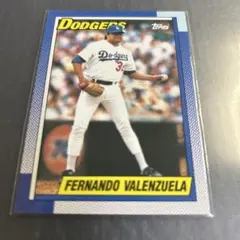 DODGERS
Topps
Dodgers
34
FERNANDO VALENZUELA